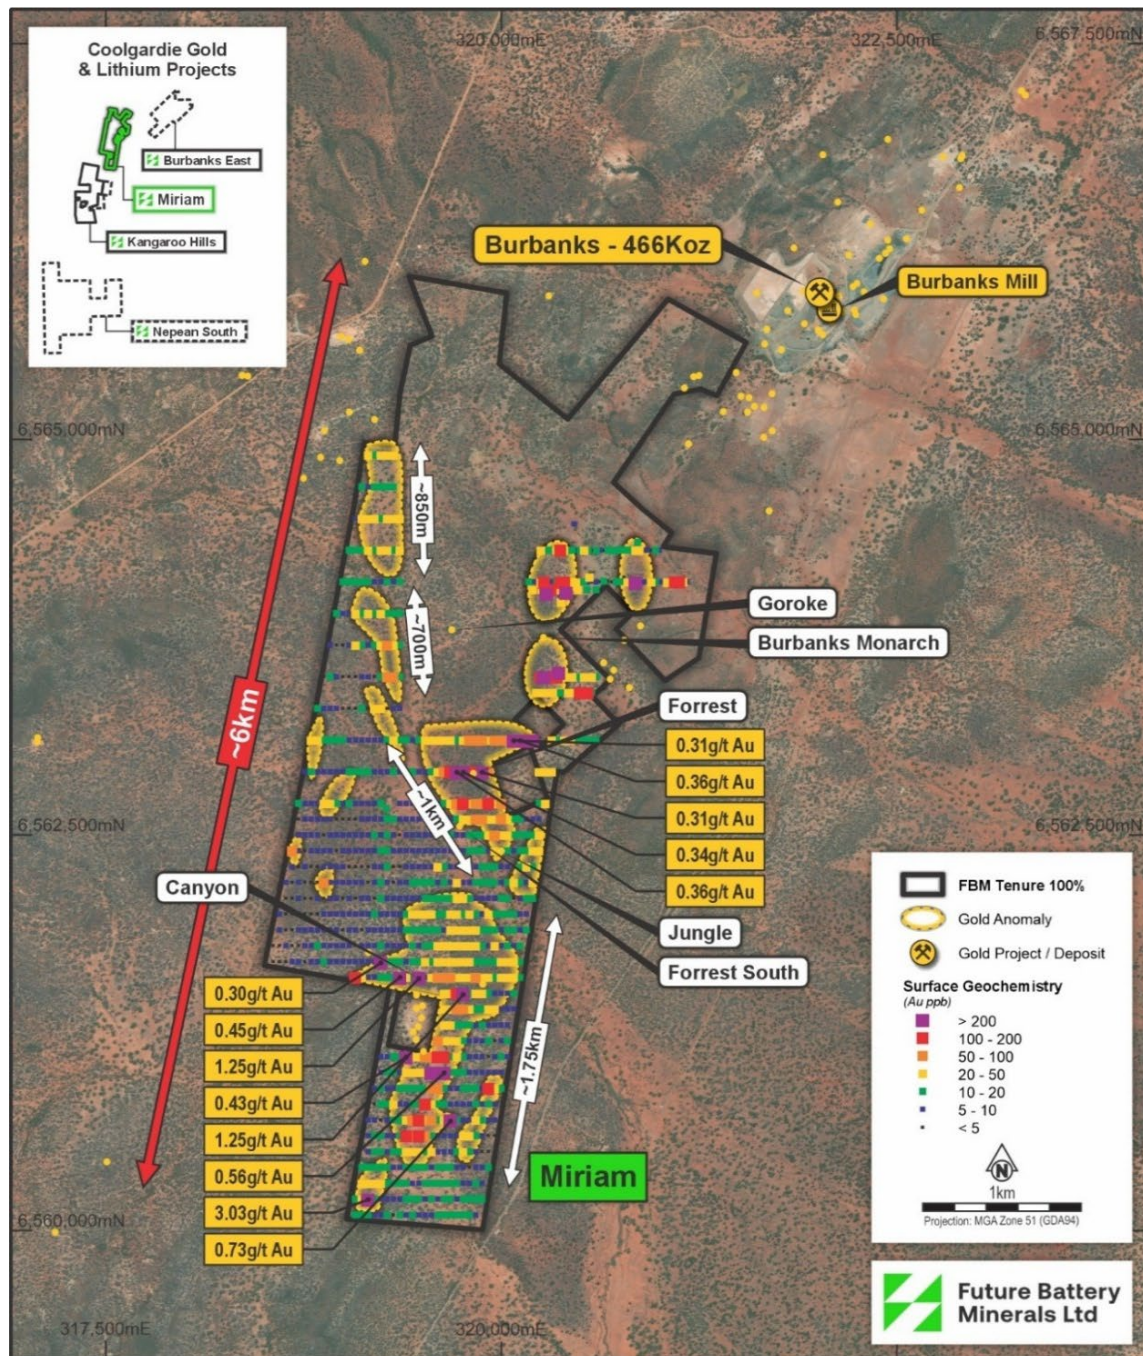 320,000mE
322,500mE
6,567,500mN
Coolgardie Gold
& Lithium Projects
Burbanks East
Miriam
Kangaroo Hills
Nepean South
Burbanks - 466Koz
Burbanks Mill
6,565,000mN
6,565,000mN
~850m
~700m
~6km
~1km
~1.75km
Goroke
Burbanks Monarch
Forrest
0.31g/t Au
0.36g/t Au
0.31g/t Au
0.34g/t Au
0.36g/t Au
6,562,500mN
6,562,500mN
Canyon
Jungle
Forrest South
0.30g/t Au
0.45g/t Au
1.25g/t Au
0.43g/t Au
1.25g/t Au
0.56g/t Au
3.03g/t Au
0.73g/t Au
Miriam
6,560,000mN
317,500mE
320,000mE
FBM Tenure 100%
Gold Anomaly
Gold Project / Deposit
Surface Geochemistry
(Au ppb)
> 200
100 - 200
50 - 100
20 - 50
10 - 20
5 - 10
< 5
N
1km
Projection: MGA Zone 51 (GDA94)
Future Battery
Minerals Ltd